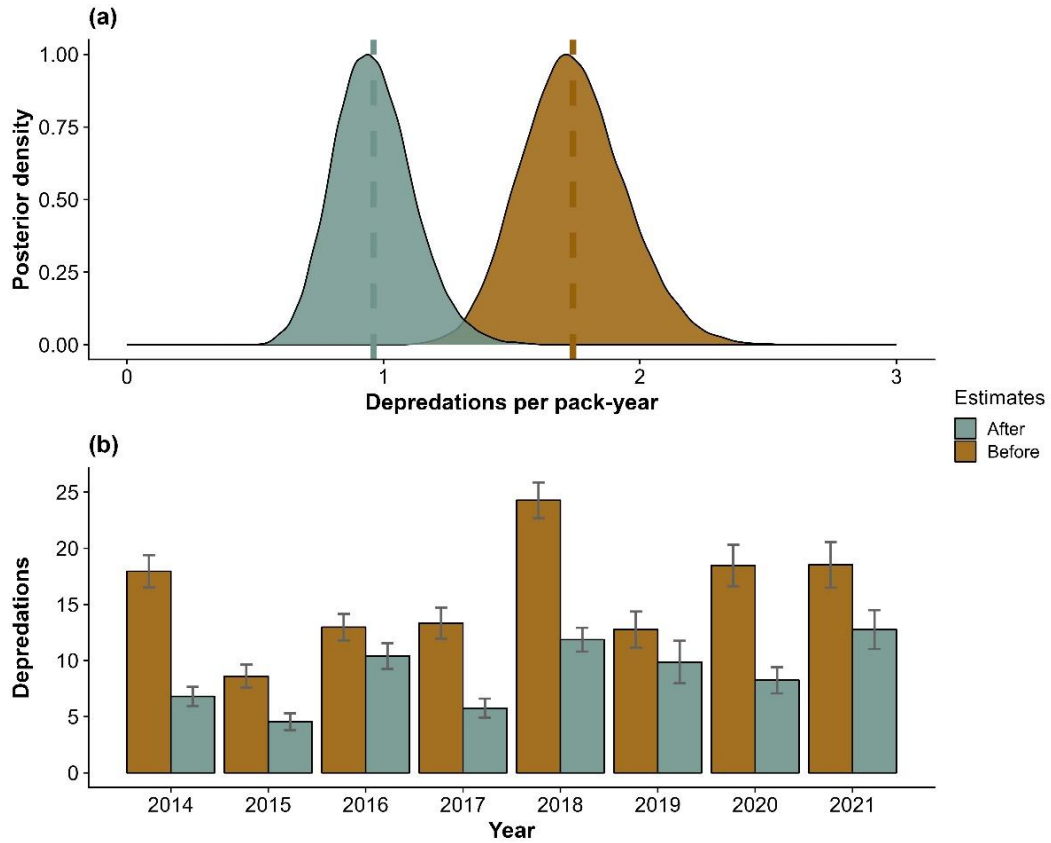 (a)
1.00
0.75
0.50
0.25
0.00
Posterior density
0 1 2 3
Depredations per pack-year
Estimates
After
Before
(b)
25
20
15
10
5
0
Depredations
2014 2015 2016 2017 2018 2019 2020 2021
Year